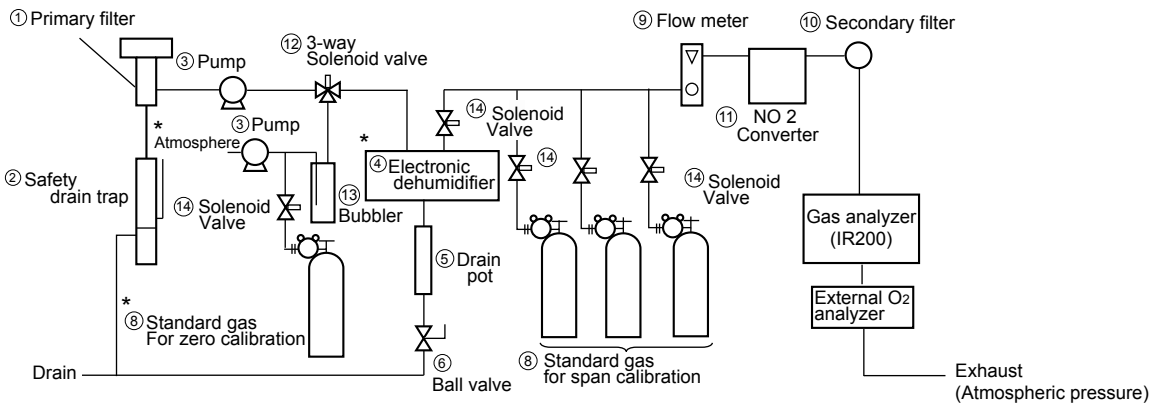 ① Primary filter
③ Pump
⑫ 3-way
Solenoid valve
⑨ Flow meter
⑩ Secondary filter
*
Atmosphere
③ Pump
*
④ Electronic
dehumidifier
⑭ Solenoid
Valve
⑭
⑪ NO 2
Converter
② Safety
drain trap
⑭ Solenoid
Valve
⑬
Bubbler
⑭ Solenoid
Valve
Gas analyzer
(IR200)
⑤ Drain
pot
External O2
analyzer
*
⑧ Standard gas
For zero calibration
⑥
Ball valve
⑧ Standard gas
for span calibration
Drain
Exhaust
(Atmospheric pressure)